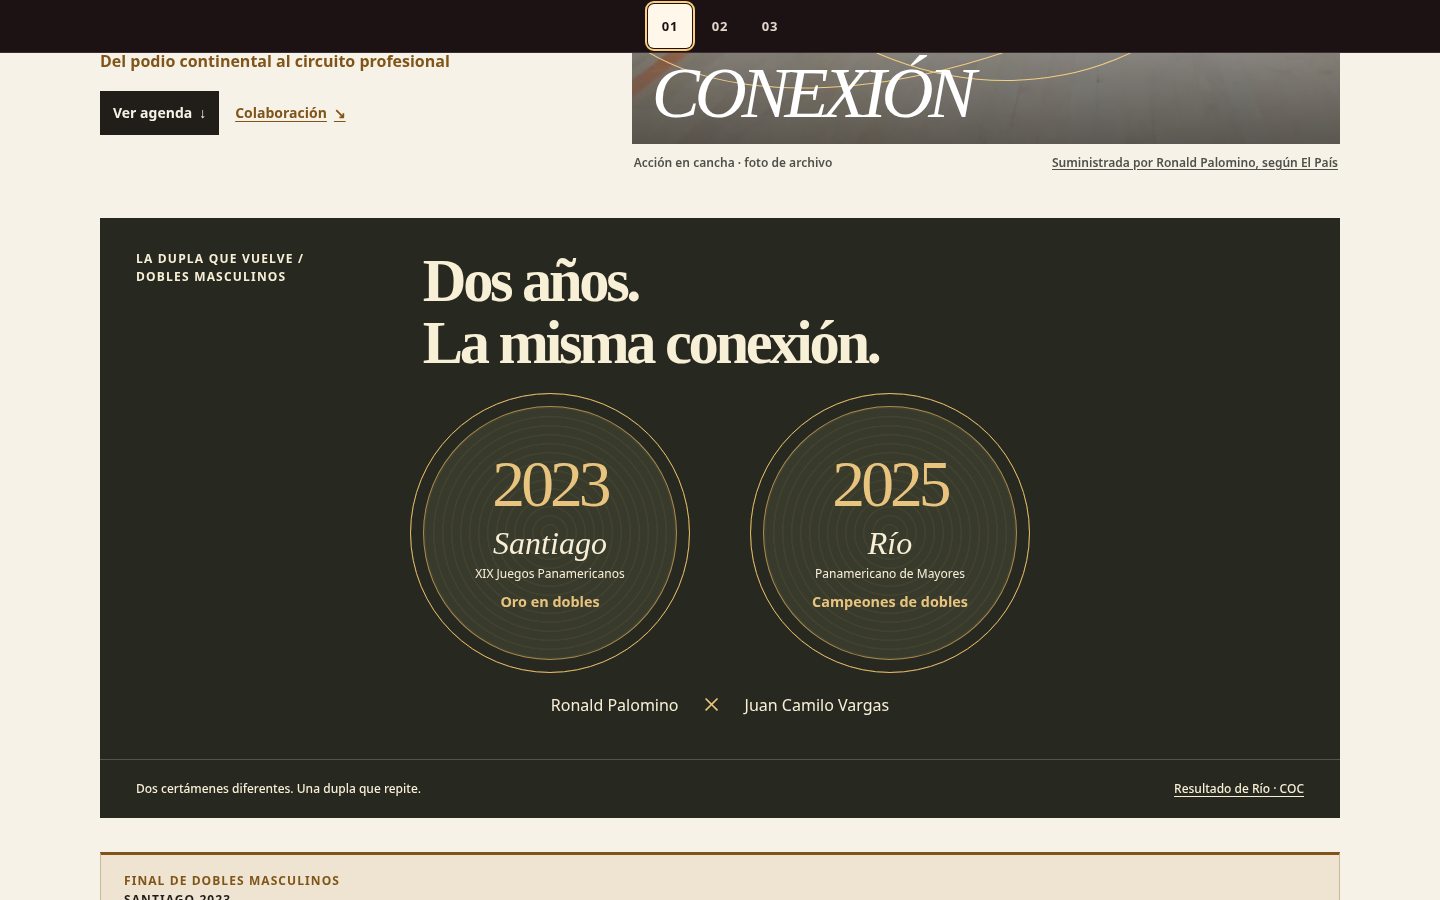 01 02 03
Del podio continental al circuito profesional
Ver agenda ↓ Colaboración ↘
CONEXIÓN
Acción en cancha · foto de archivo
Suministrada por Ronald Palomino, según El País
LA DUPLA QUE VUELVE /
DOBLES MASCULINOS
Dos años.
La misma conexión.
2023
Santiago
XIX Juegos Panamericanos
Oro en dobles
2025
Río
Panamericano de Mayores
Campeones de dobles
Ronald Palomino × Juan Camilo Vargas
Dos certámenes diferentes. Una dupla que repite.
Resultado de Río · COC
FINAL DE DOBLES MASCULINOS
SANTIAGO 2023